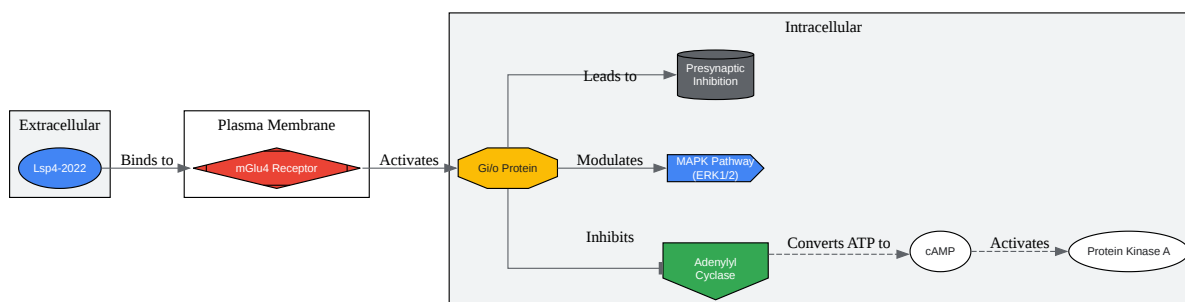 Intracellular
Presynaptic
Inhibition
Leads to
Extracellular
Plasma Membrane
Lsp4-2022
Binds to
mGlu4 Receptor
Activates
Gi/o Protein
Modulates
MAPK Pathway
(ERK1/2)
Inhibits
Adenylyl
Cyclase
Converts ATP to
cAMP
Activates
Protein Kinase A